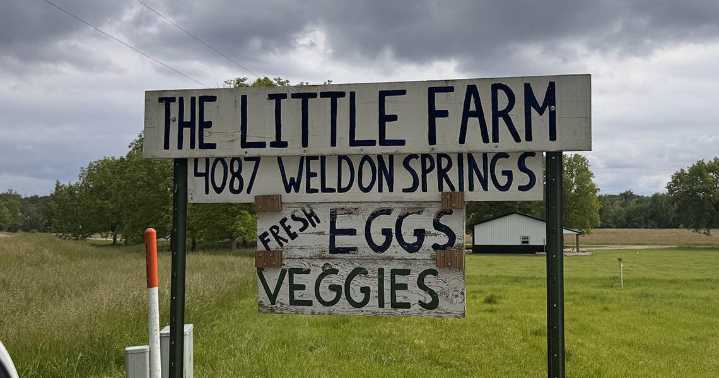 THE LITTLE FARM
4087 WELDON SPRINGS
FRESH EGGS
VEGGIES